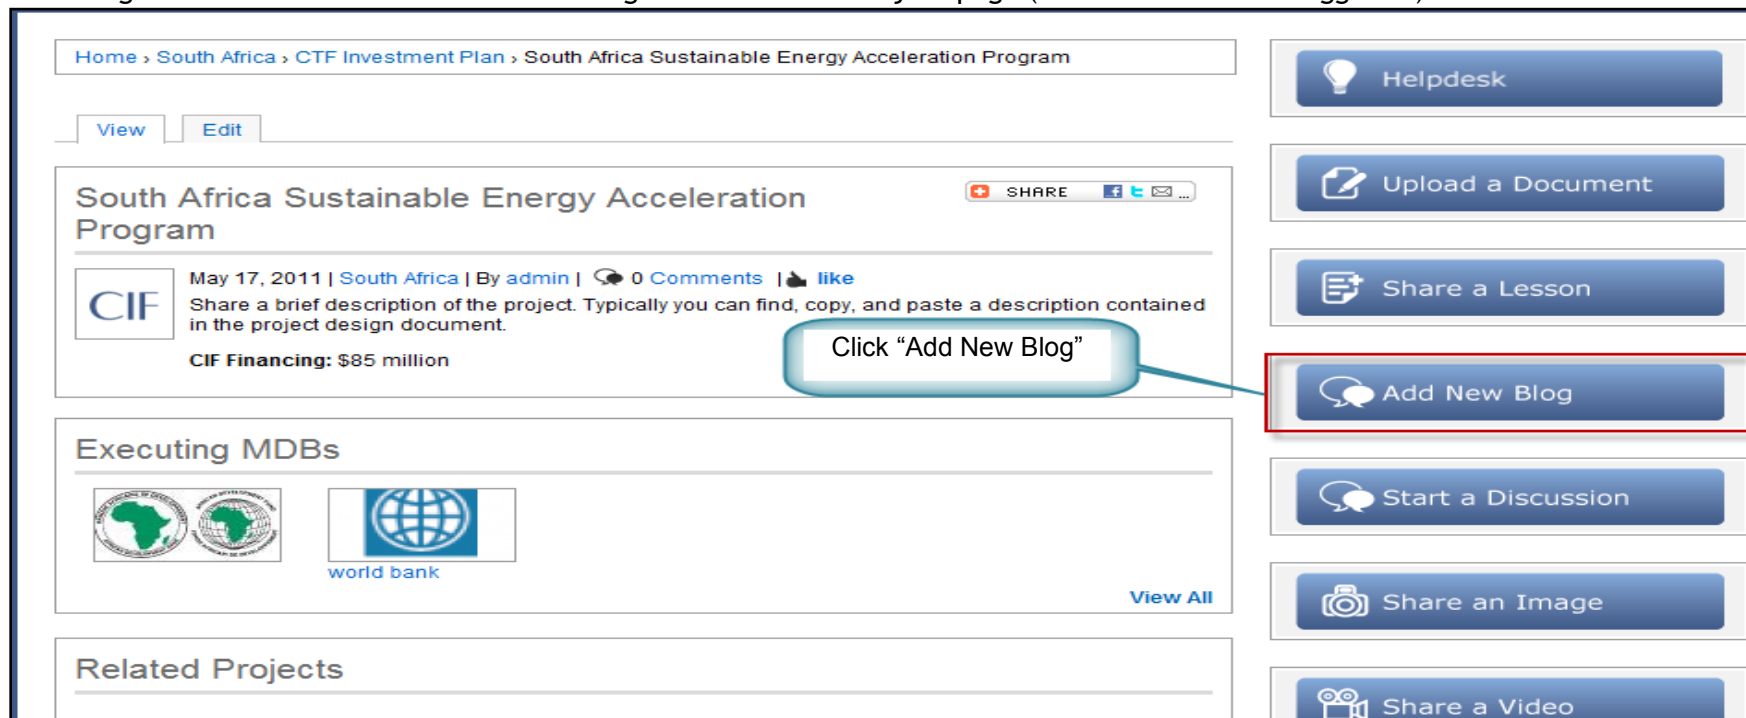 Home › South Africa › CTF Investment Plan › South Africa Sustainable Energy Acceleration Program
View Edit
South Africa Sustainable Energy Acceleration
Program
SHARE
...
May 17, 2011 | South Africa | By admin | 0 Comments | like
Share a brief description of the project. Typically you can find, copy, and paste a description contained
in the project design document.
CIF
CIF Financing: $85 million
Click “Add New Blog”
Executing MDBs
world bank
View All
Related Projects
Helpdesk
Upload a Document
Share a Lesson
Add New Blog
Start a Discussion
Share an Image
Share a Video